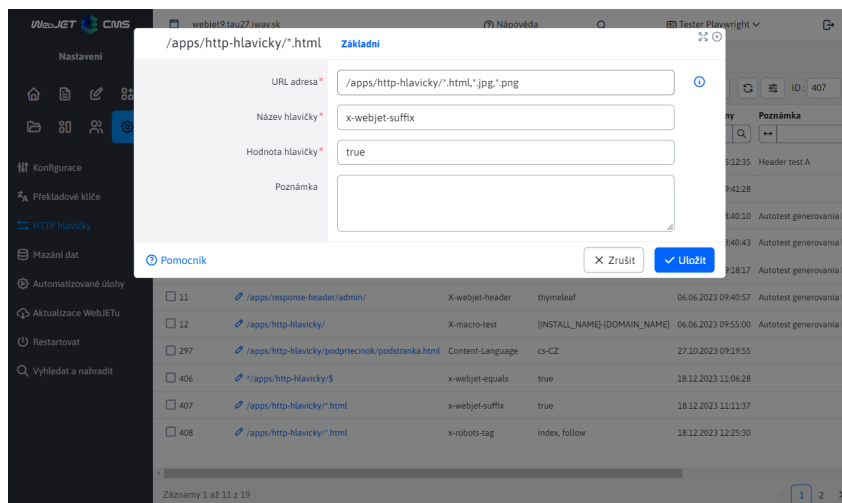 WebJET CMS
webjet9.tau27.iway.sk
Nápověda
Tester Playwright
Nastavení
/apps/http-hlavicky/*.html
Základní
URL adresa*
/apps/http-hlavicky/*.html,*.jpg,*.png
Název hlavičky*
x-webjet-suffix
Hodnota hlavičky*
true
Poznámka
Pomocník
Zrušit
Uložit
ID: 407
ny Poznámka
5:12:35 Header test A
9:41:28
3:40:10 Autotest generovania
3:40:43 Autotest generovania
9:18:17 Autotest generovania
Konfigurace
Překladové klíče
HTTP hlavičky
Mazání dat
Automatizované úlohy
Aktualizace WebJETu
Restartovat
Vyhledat a nahradit
11 /apps/response-header/admin/ X-webjet-header thymeleaf 06.06.2023 09:40:57 Autotest generovania
12 /apps/http-hlavicky/ X-macro-test {INSTALL_NAME}-{DOMAIN_NAME} 06.06.2023 09:55:00 Autotest generovania
297 /apps/http-hlavicky/podpriecinok/podstranka.html Content-Language cs-CZ 27.10.2023 09:19:55
406 ^/apps/http-hlavicky/$ x-webjet-equals true 18.12.2023 11:06:28
407 /apps/http-hlavicky/*.html x-webjet-suffix true 18.12.2023 11:11:37
408 /apps/http-hlavicky/*.html x-robots-tag index, follow 18.12.2023 12:25:30
Záznamy 1 až 11 z 19
1 2